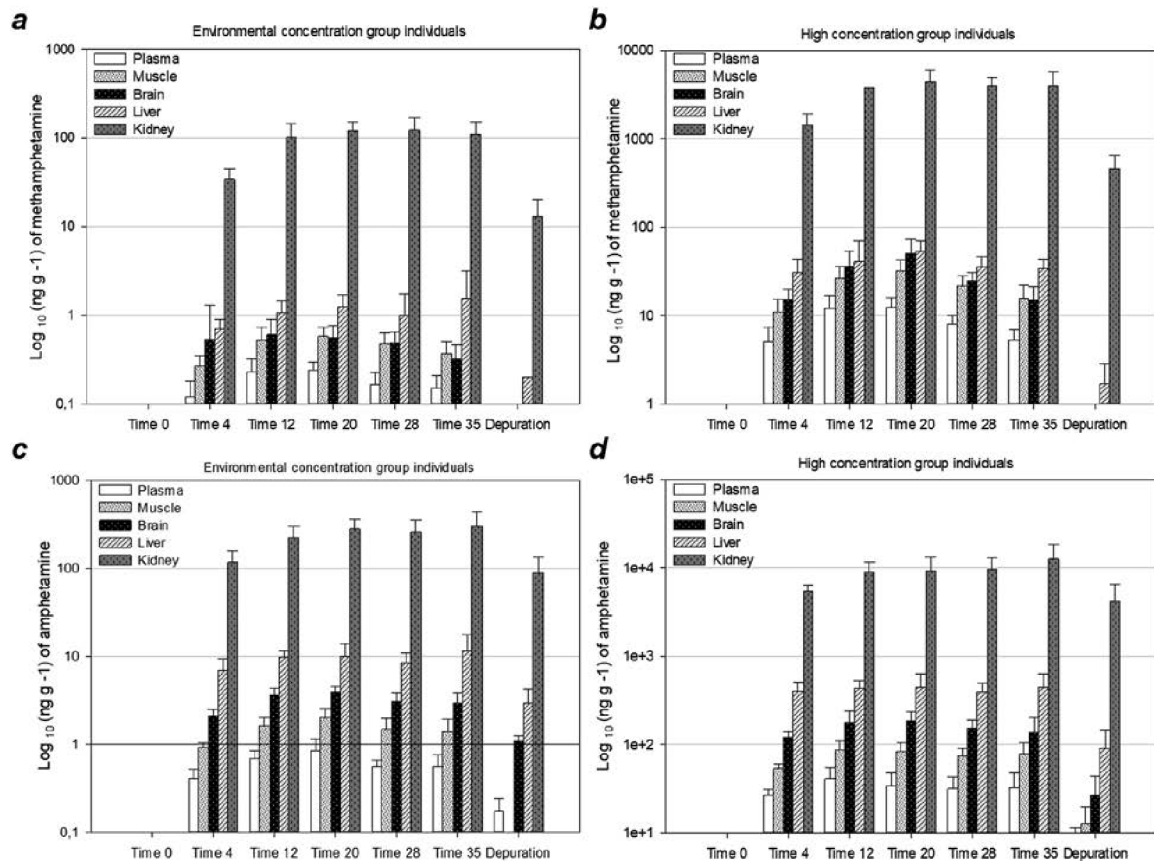 a
Environmental concentration group individuals
1000
100
10
1
0,1
Log 10 (ng g -1) of methamphetamine
Plasma
Muscle
Brain
Liver
Kidney
Time 0 Time 4 Time 12 Time 20 Time 28 Time 35 Depuration
b
High concentration group individuals
10000
1000
100
10
1
Log 10 (ng g -1) of methamphetamine
Plasma
Muscle
Brain
Liver
Kidney
Time 0 Time 4 Time 12 Time 20 Time 28 Time 35 Depuration
c
Environmental concentration group individuals
1000
100
10
1
0,1
Log 10 (ng g -1) of amphetamine
Plasma
Muscle
Brain
Liver
Kidney
Time 0 Time 4 Time 12 Time 20 Time 28 Time 35 Depuration
d
High concentration group individuals
1e+5
1e+4
1e+3
1e+2
1e+1
Log 10 (ng g -1) of amphetamine
Plasma
Muscle
Brain
Liver
Kidney
Time 0 Time 4 Time 12 Time 20 Time 28 Time 35 Depuration